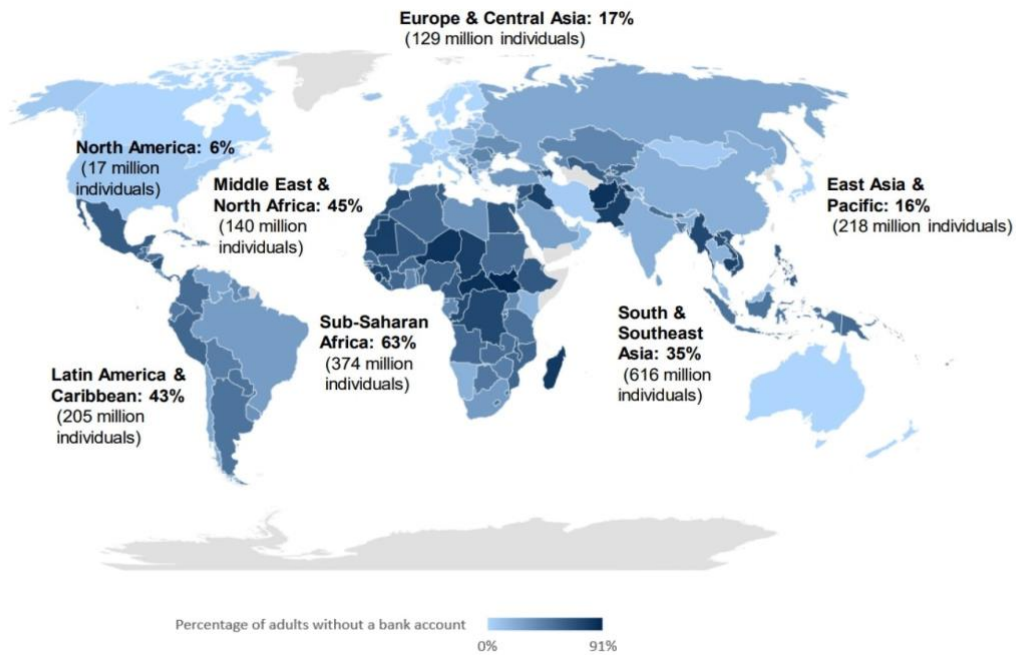 Europe & Central Asia: 17%
(129 million individuals)
North America: 6%
(17 million
individuals)
Middle East &
North Africa: 45%
(140 million
individuals)
East Asia &
Pacific: 16%
(218 million individuals)
Sub-Saharan
Africa: 63%
(374 million
individuals)
South &
Southeast
Asia: 35%
(616 million
individuals)
Latin America &
Caribbean: 43%
(205 million
individuals)
Percentage of adults without a bank account
0%
91%